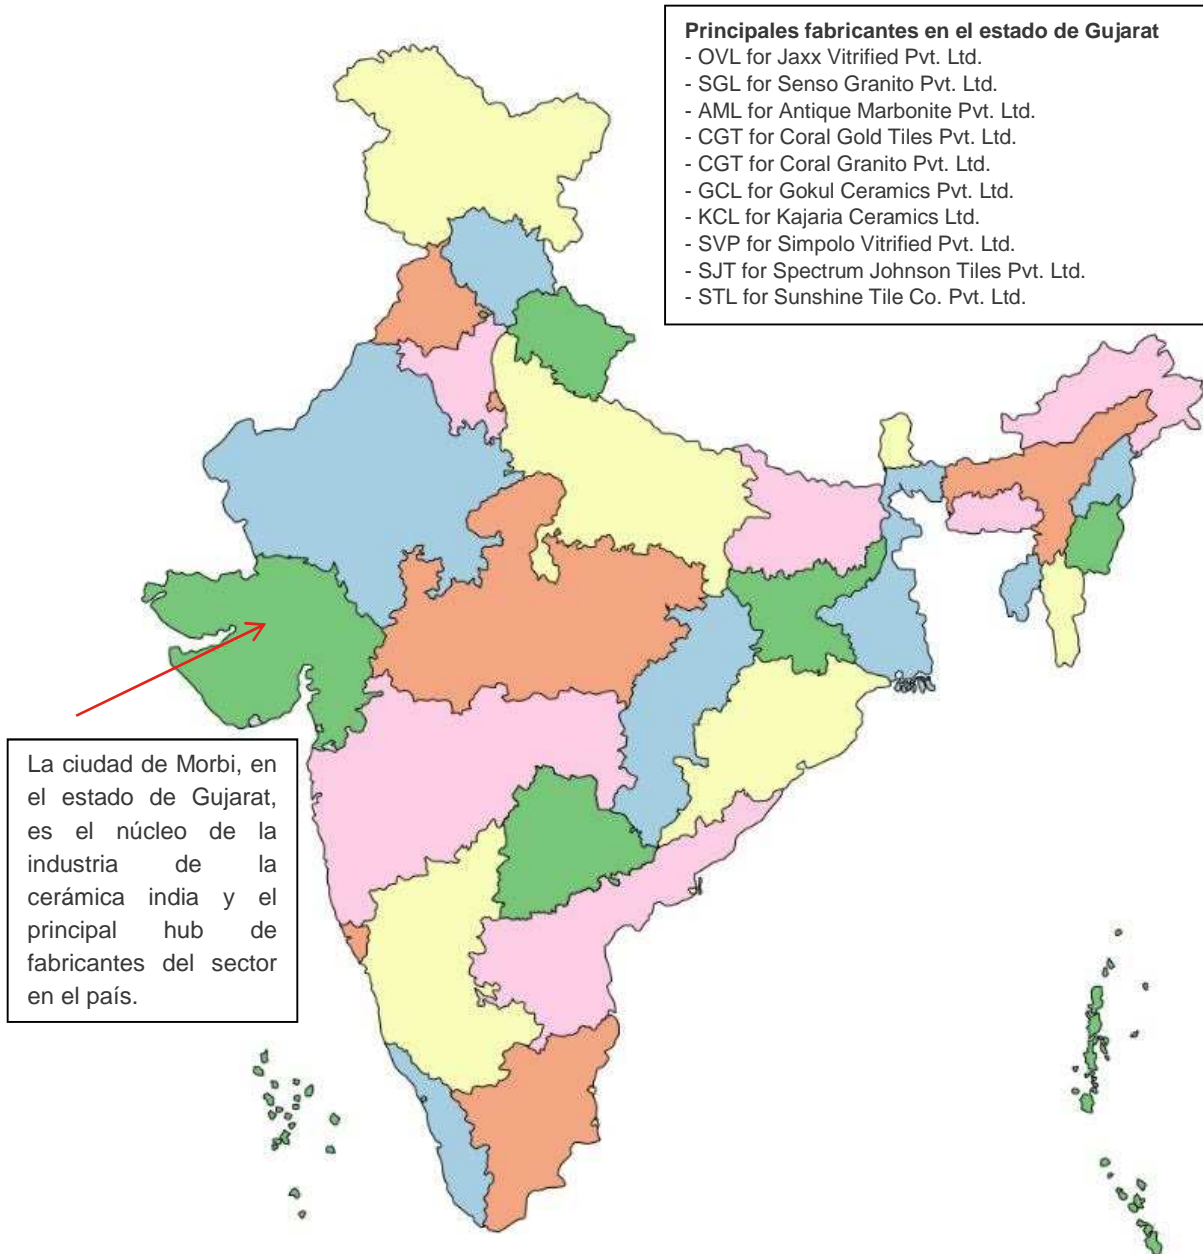 Principales fabricantes en el estado de Gujarat
- OVL for Jaxx Vitrified Pvt. Ltd.
- SGL for Senso Granito Pvt. Ltd.
- AML for Antique Marbonite Pvt. Ltd.
- CGT for Coral Gold Tiles Pvt. Ltd.
- CGT for Coral Granito Pvt. Ltd.
- GCL for Gokul Ceramics Pvt. Ltd.
- KCL for Kajaria Ceramics Ltd.
- SVP for Simpolo Vitrified Pvt. Ltd.
- SJT for Spectrum Johnson Tiles Pvt. Ltd.
- STL for Sunshine Tile Co. Pvt. Ltd.
La ciudad de Morbi, en
el estado de Gujarat,
es el núcleo de la
industria de la
cerámica india y el
principal hub de
fabricantes del sector
en el país.